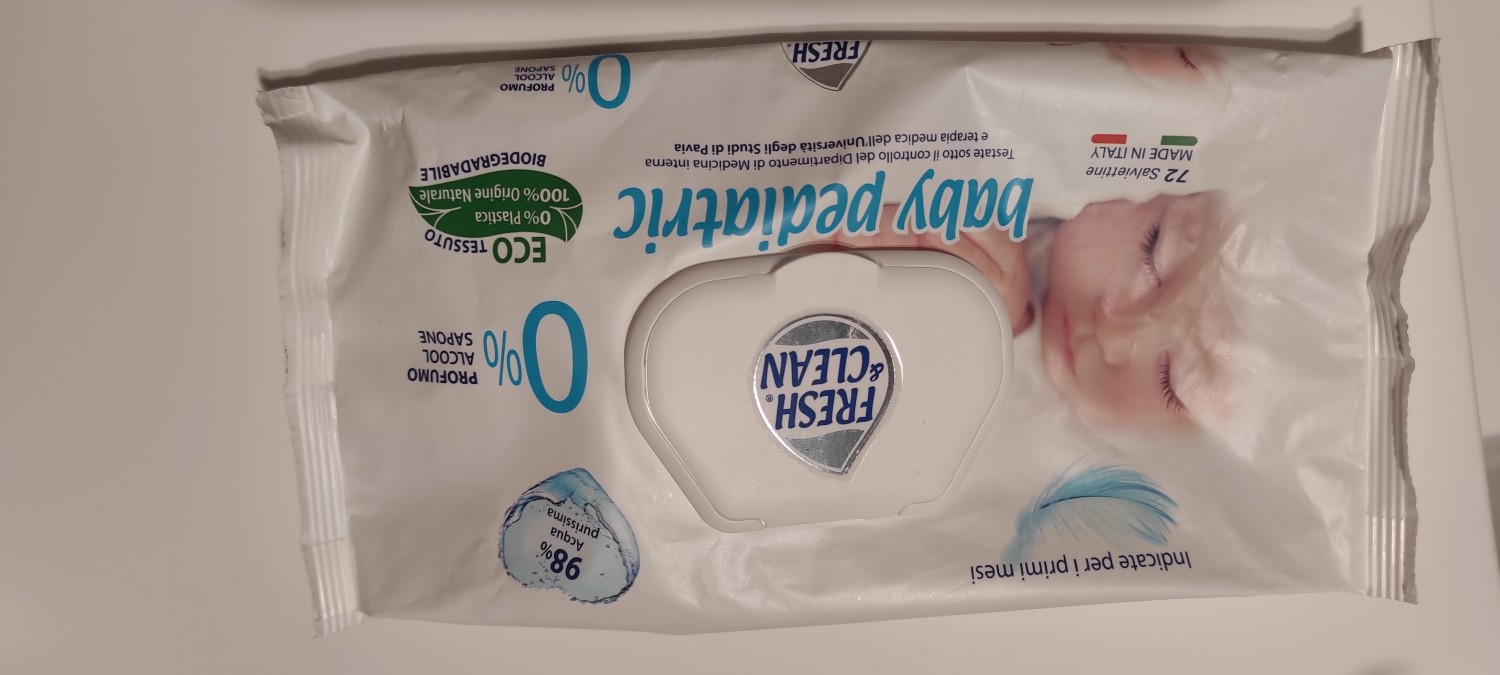 Indicate per i primi mesi
98%
Acqua
purissima
FRESH®
& CLEAN
0%
PROFUMO
ALCOOL
SAPONE
ECO TESSUTO
0% Plastica
100% Origine Naturale
BIODEGRADABILE
baby pediatric
Testate sotto il controllo del Dipartimento di Medicina interna
e terapia medica dell'Università degli Studi di Pavia
72 Salviettine
MADE IN ITALY
FRESH®
0%
PROFUMO
ALCOOL
SAPONE